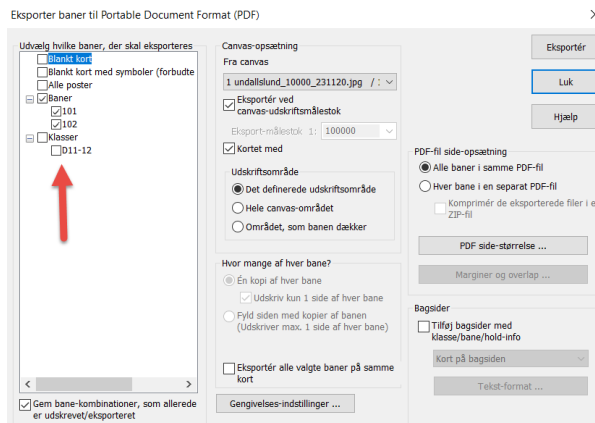 Eksporter baner til Portable Document Format (PDF)
Udvælg hvilke baner, der skal eksporteres
Blankt kort
Blankt kort med symboler (forbudte
Alle poster
Baner
101
102
Klasser
D11-12
Gem bane-kombinationer, som allerede
er udskrevet/eksporteret
Canvas-opsætning
Fra canvas
1 undallslund_10000_231120.jpg / :
Eksportér ved
canvas-udskriftsmålestok
Eksport-målestok 1: 100000
Kortet med
Udskriftsområde
Det definerede udskriftsområde
Hele canvas-området
Området, som banen dækker
Hvor mange af hver bane?
Én kopi af hver bane
Udskriv kun 1 side af hver bane
Fyld siden med kopier af banen
(Udskriver max. 1 side af hver bane)
Eksportér alle valgte baner på samme
kort
Gengivelses-indstillinger ...
Eksportér
Luk
Hjælp
PDF-fil side-opsætning
Alle baner i samme PDF-fil
Hver bane i en separat PDF-fil
Komprimér de eksporterede filer i e
ZIP-fil
PDF side-størrelse ...
Marginer og overlap ...
Bagsider
Tilføj bagsider med
klasse/bane/hold-info
Kort på bagsiden
Tekst-format ...